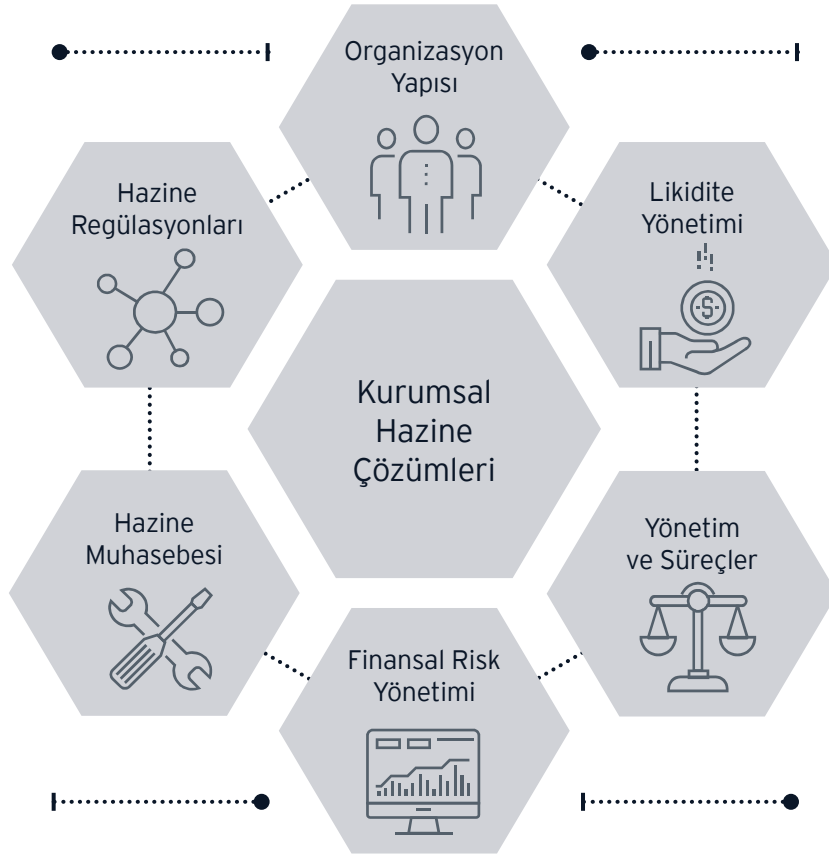 Organizasyon
Yapısı
Hazine
Regülasyonları
Likidite
Yönetimi
Kurumsal
Hazine
Çözümleri
Hazine
Muhasebesi
Yönetim
ve Süreçler
Finansal Risk
Yönetimi